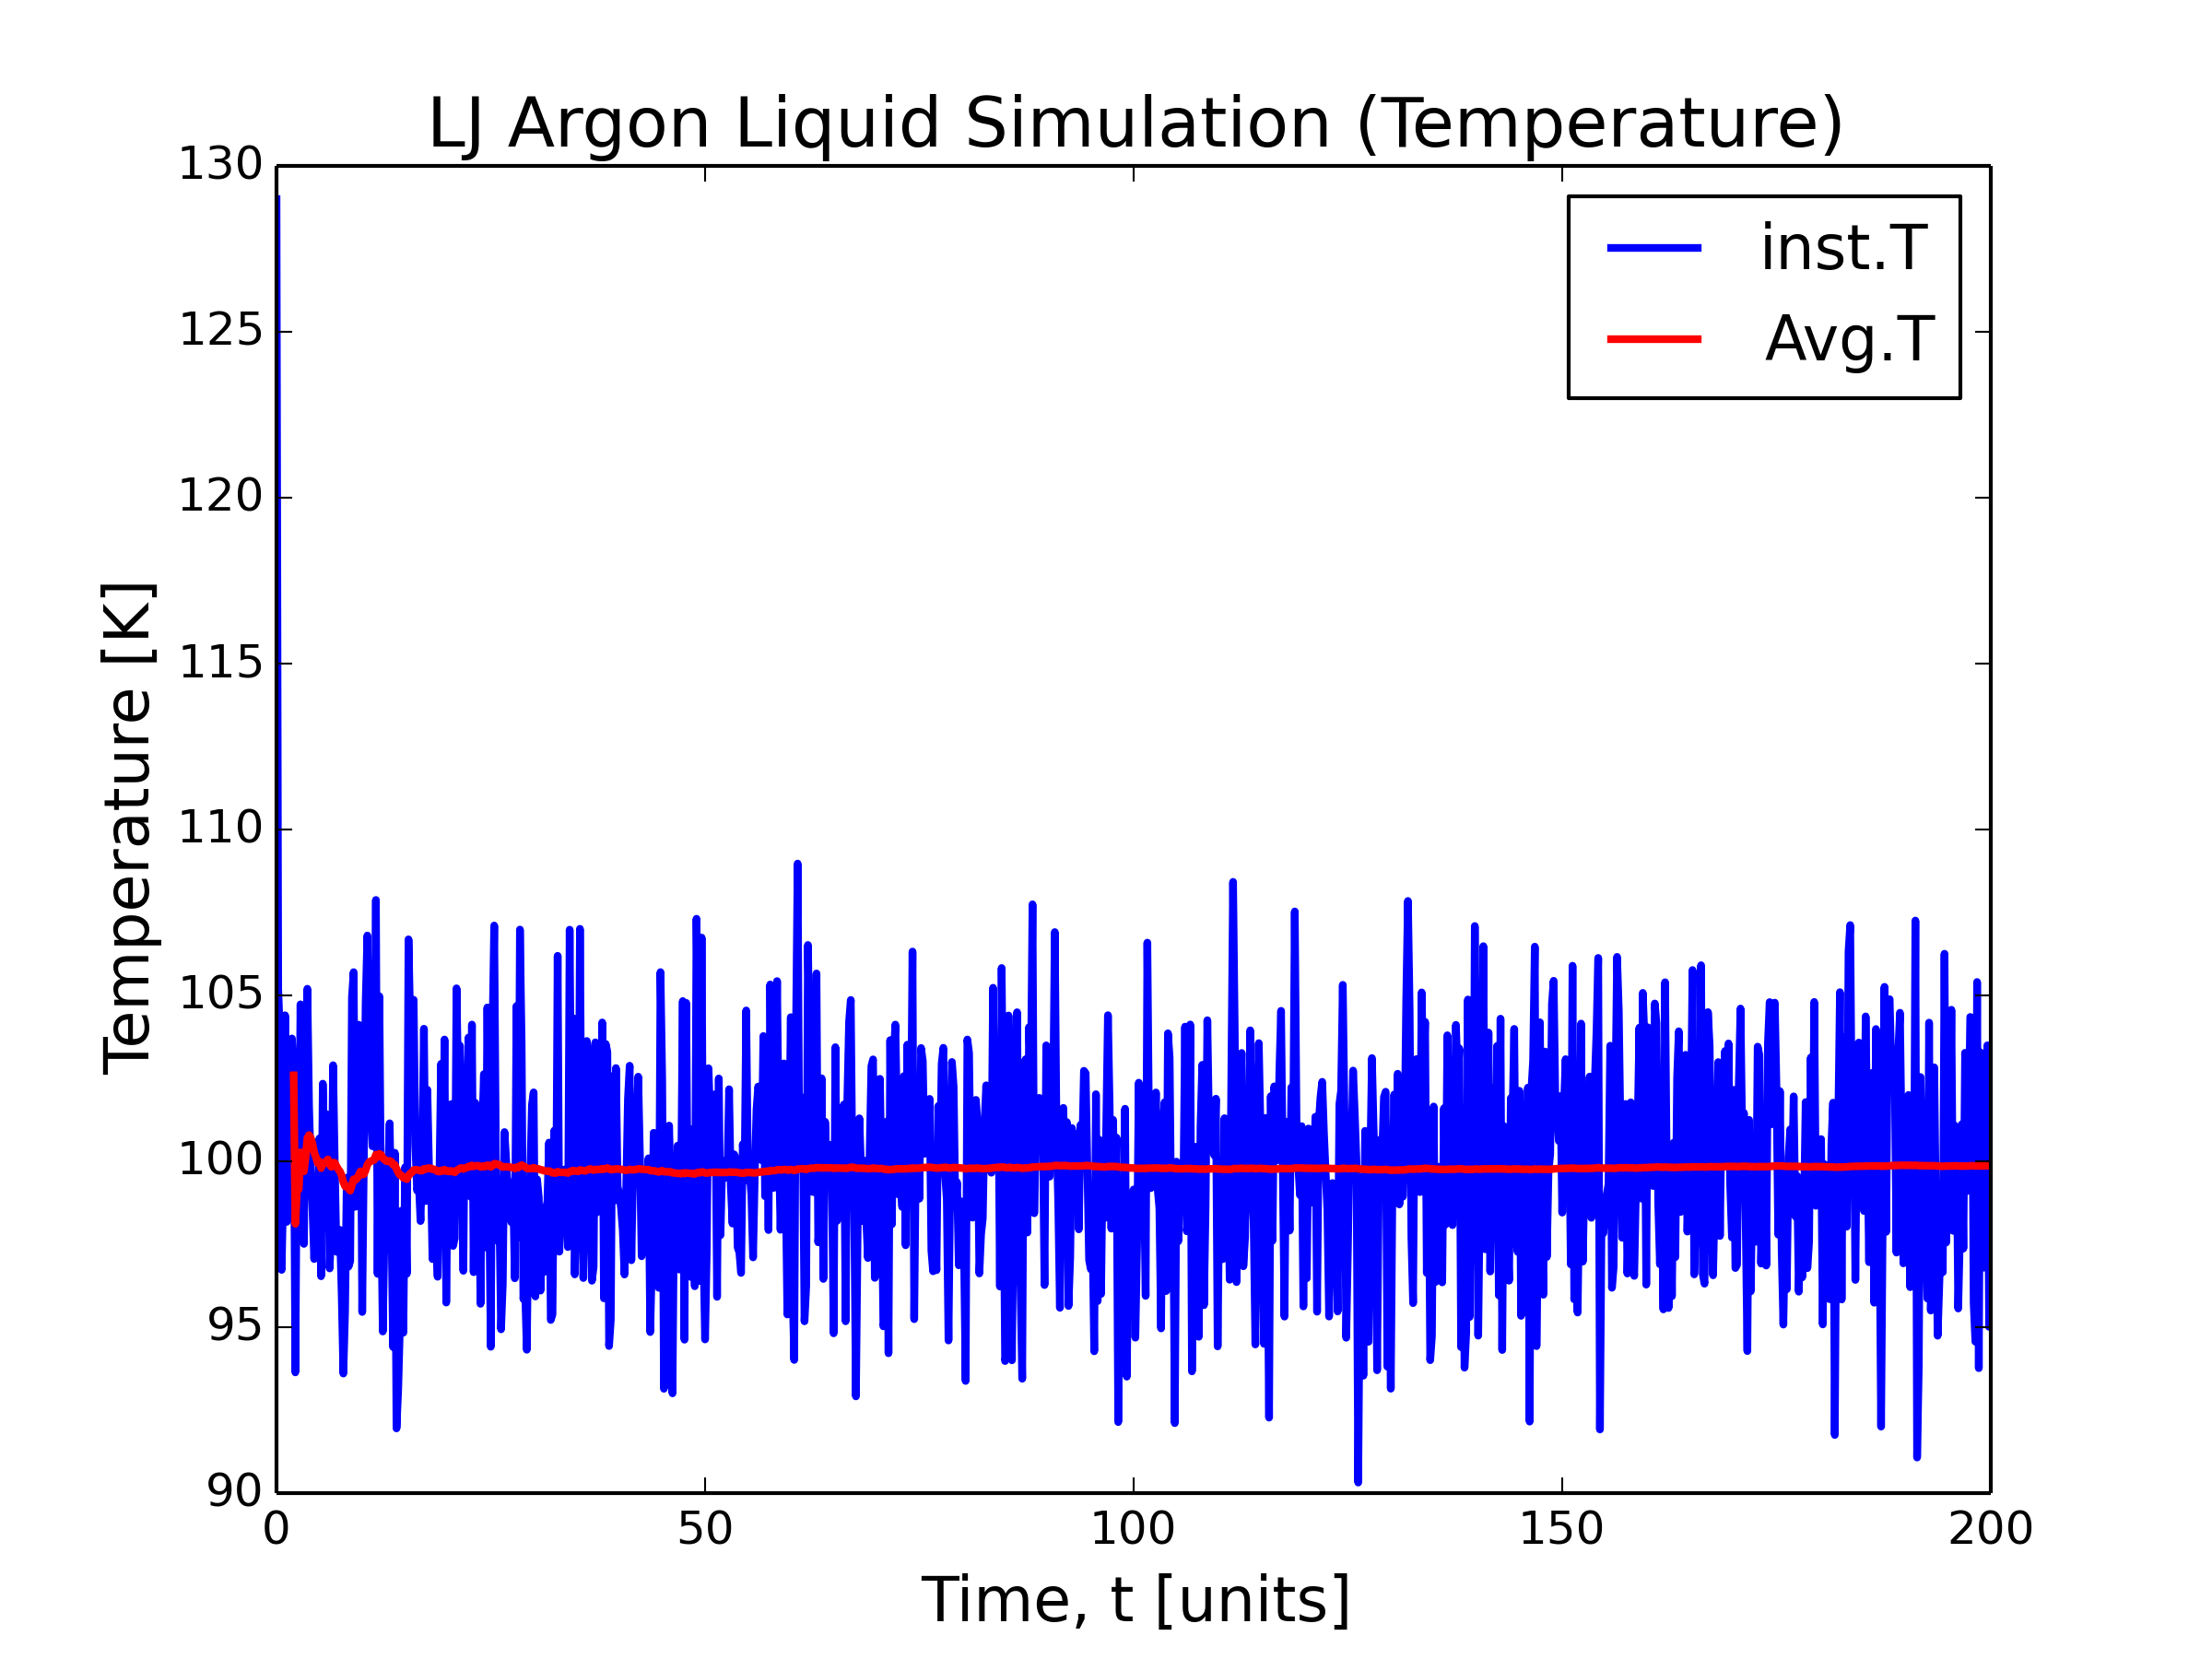 LJ Argon Liquid Simulation (Temperature)
130
125
120
115
110
105
100
95
90
Temperature [K]
inst.T
Avg.T
0 50 100 150 200
Time, t [units]